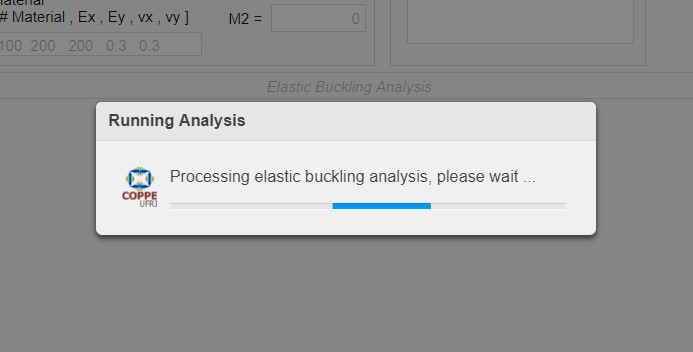 # Material , Ex , Ey , vx , vy ]
M2 =
0
100 200 200 0.3 0.3
Elastic Buckling Analysis
Running Analysis
Processing elastic buckling analysis, please wait ...
COPPE
UFRJ